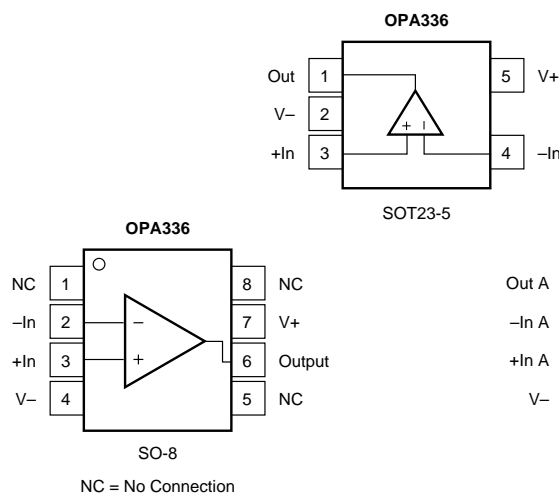 OPA336
Out 1 5 V+
V– 2
+In 3 + – 4 –In
SOT23-5
OPA336
NC 1 8 NC
–In 2 – 7 V+
+In 3 + 6 Output
V– 4 5 NC
SO-8
NC = No Connection
Out A
–In A
+In A
V–